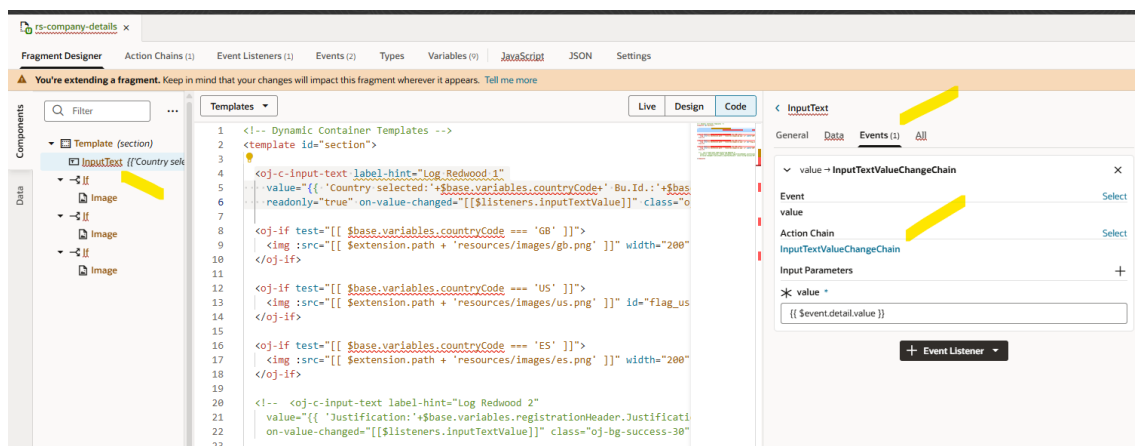 rs-company-details ×
Fragment Designer Action Chains (1) Event Listeners (1) Events (2) Types Variables (9) JavaScript JSON Settings
You're extending a fragment. Keep in mind that your changes will impact this fragment wherever it appears. Tell me more
Components
Data
Filter ...
Template (section)
InputText {{'Country sele
If
Image
If
Image
If
Image
Templates
Live Design Code
1 <!-- Dynamic Container Templates -->
2 <template id="section">
3
4 <oj-c-input-text label-hint="Log Redwood 1"
5 value="{{ 'Country selected:'+$base.variables.countryCode+' Bu.Id.:'+$bas
6 readonly="true" on-value-changed="[[$listeners.inputTextValue]]" class="o
7
8 <oj-if test="[[ $base.variables.countryCode === 'GB' ]]">
9 <img :src="[[ $extension.path + 'resources/images/gb.png' ]]" width="200"
10 </oj-if>
11
12 <oj-if test="[[ $base.variables.countryCode === 'US' ]]">
13 <img :src="[[ $extension.path + 'resources/images/us.png' ]]" id="flag_us
14 </oj-if>
15
16 <oj-if test="[[ $base.variables.countryCode === 'ES' ]]">
17 <img :src="[[ $extension.path + 'resources/images/es.png' ]]" width="200"
18 </oj-if>
19
20 <!-- <oj-c-input-text label-hint="Log Redwood 2"
21 value="{{ 'Justification:'+$base.variables.registrationHeader.Justificati
22 on-value-changed="[[$listeners.inputTextValue]]" class="oj-bg-success-30"
23
InputText
General Data Events (1) All
value → InputTextValueChangeChain ×
Event Select
value
Action Chain Select
InputTextValueChangeChain
Input Parameters +
value *
{{ $event.detail.value }}
+ Event Listener